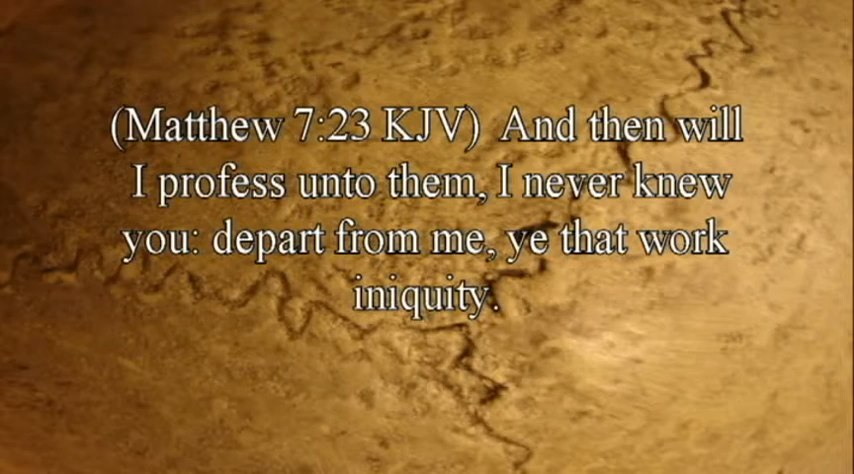 (Matthew 7:23 KJV)  And then will
I profess unto them, I never knew
you: depart from me, ye that work
iniquity.